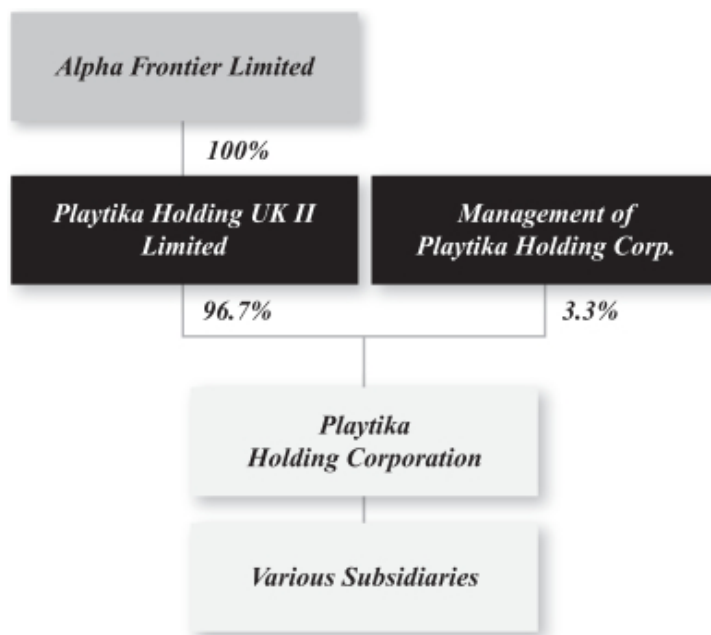 Alpha Frontier Limited
100%
Playtika Holding UK II
Limited
Management of
Playtika Holding Corp.
96.7%
3.3%
Playtika
Holding Corporation
Various Subsidiaries